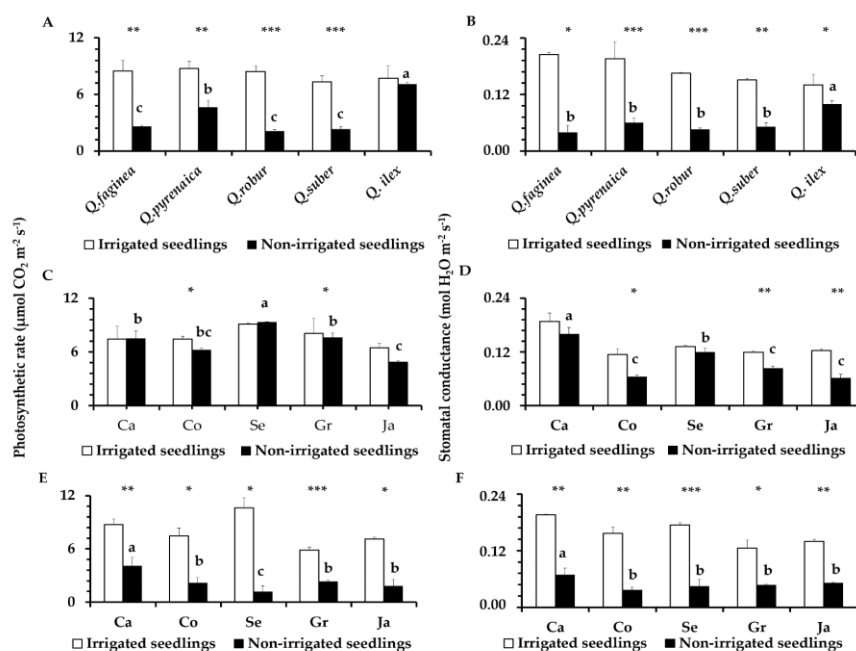 A
** ** *** ***
12
6
0
c b c c a
Q.faginea Q.pyrenaica Q.robur Q.suber Q. ilex
Irrigated seedlings Non-irrigated seedlings
B
* *** *** ** *
0.24
0.12
0.00
b b b b a
Q.faginea Q.pyrenaica Q.robur Q.suber Q. ilex
Irrigated seedlings Non-irrigated seedlings
Photosynthetic rate (µmol CO2 m-2 s-1)
Stomatal conductance (mol H2O m-2 s-1)
C
* *
12
6
0
b bc a b c
Ca Co Se Gr Ja
Irrigated seedlings Non-irrigated seedlings
D
* ** **
0.24
0.12
0.00
a c b c c
Ca Co Se Gr Ja
Irrigated seedlings Non-irrigated seedlings
E
** * * *** *
12
6
0
a b c b b
Ca Co Se Gr Ja
Irrigated seedlings Non-irrigated seedlings
F
** ** *** * **
0.24
0.12
0.00
a b b b b
Ca Co Se Gr Ja
Irrigated seedlings Non-irrigated seedlings